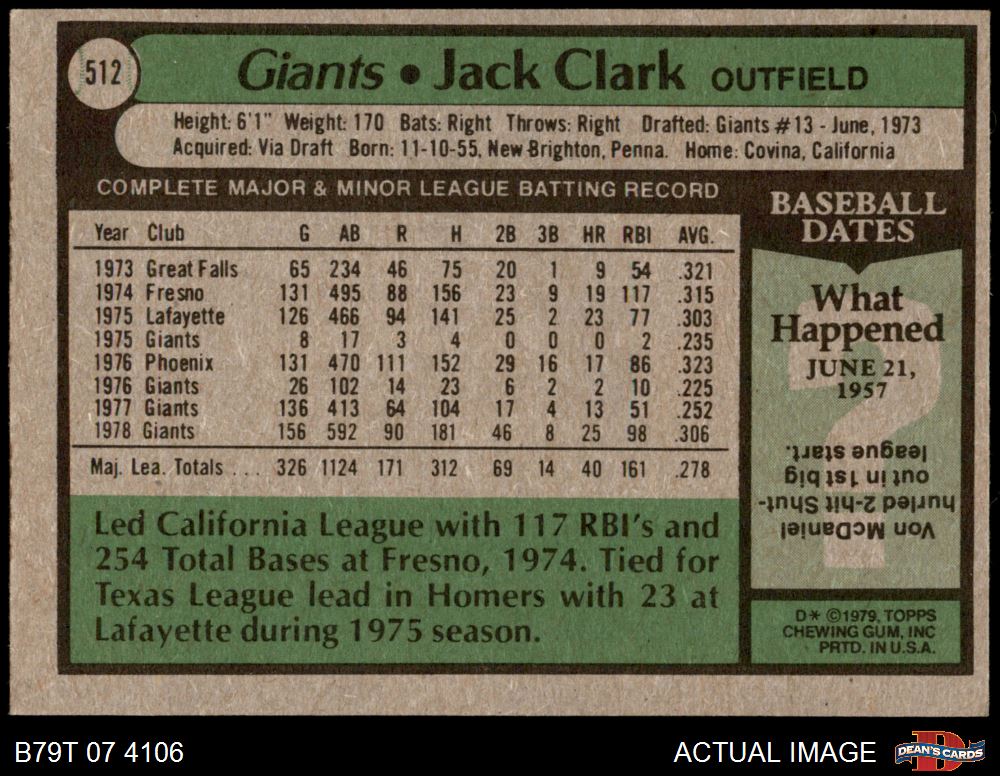 512
Giants • Jack Clark OUTFIELD
Height: 6'1" Weight: 170 Bats: Right Throws: Right Drafted: Giants #13 - June, 1973
Acquired: Via Draft Born: 11-10-55, New Brighton, Penna. Home: Covina, California
COMPLETE MAJOR & MINOR LEAGUE BATTING RECORD
Year Club G AB R H 2B 3B HR RBI AVG.
1973 Great Falls 65 234 46 75 20 1 9 54 .321
1974 Fresno 131 495 88 156 23 9 19 117 .315
1975 Lafayette 126 466 94 141 25 2 23 77 .303
1975 Giants 8 17 3 4 0 0 0 2 .235
1976 Phoenix 131 470 111 152 29 16 17 86 .323
1976 Giants 26 102 14 23 6 2 2 10 .225
1977 Giants 136 413 64 104 17 4 13 51 .252
1978 Giants 156 592 90 181 46 8 25 98 .306
Maj. Lea. Totals . . . 326 1124 171 312 69 14 40 161 .278
Led California League with 117 RBI's and
254 Total Bases at Fresno, 1974. Tied for
Texas League lead in Homers with 23 at
Lafayette during 1975 season.
BASEBALL
DATES
What
Happened
JUNE 21,
1957
?
Von McDaniel
hurled 2-hit Shut-
out in 1st big
league start.
D* ©1979, TOPPS
CHEWING GUM, INC
PRTD. IN U.S.A.
B79T 07 4106
ACTUAL IMAGE
DEAN'S CARDS